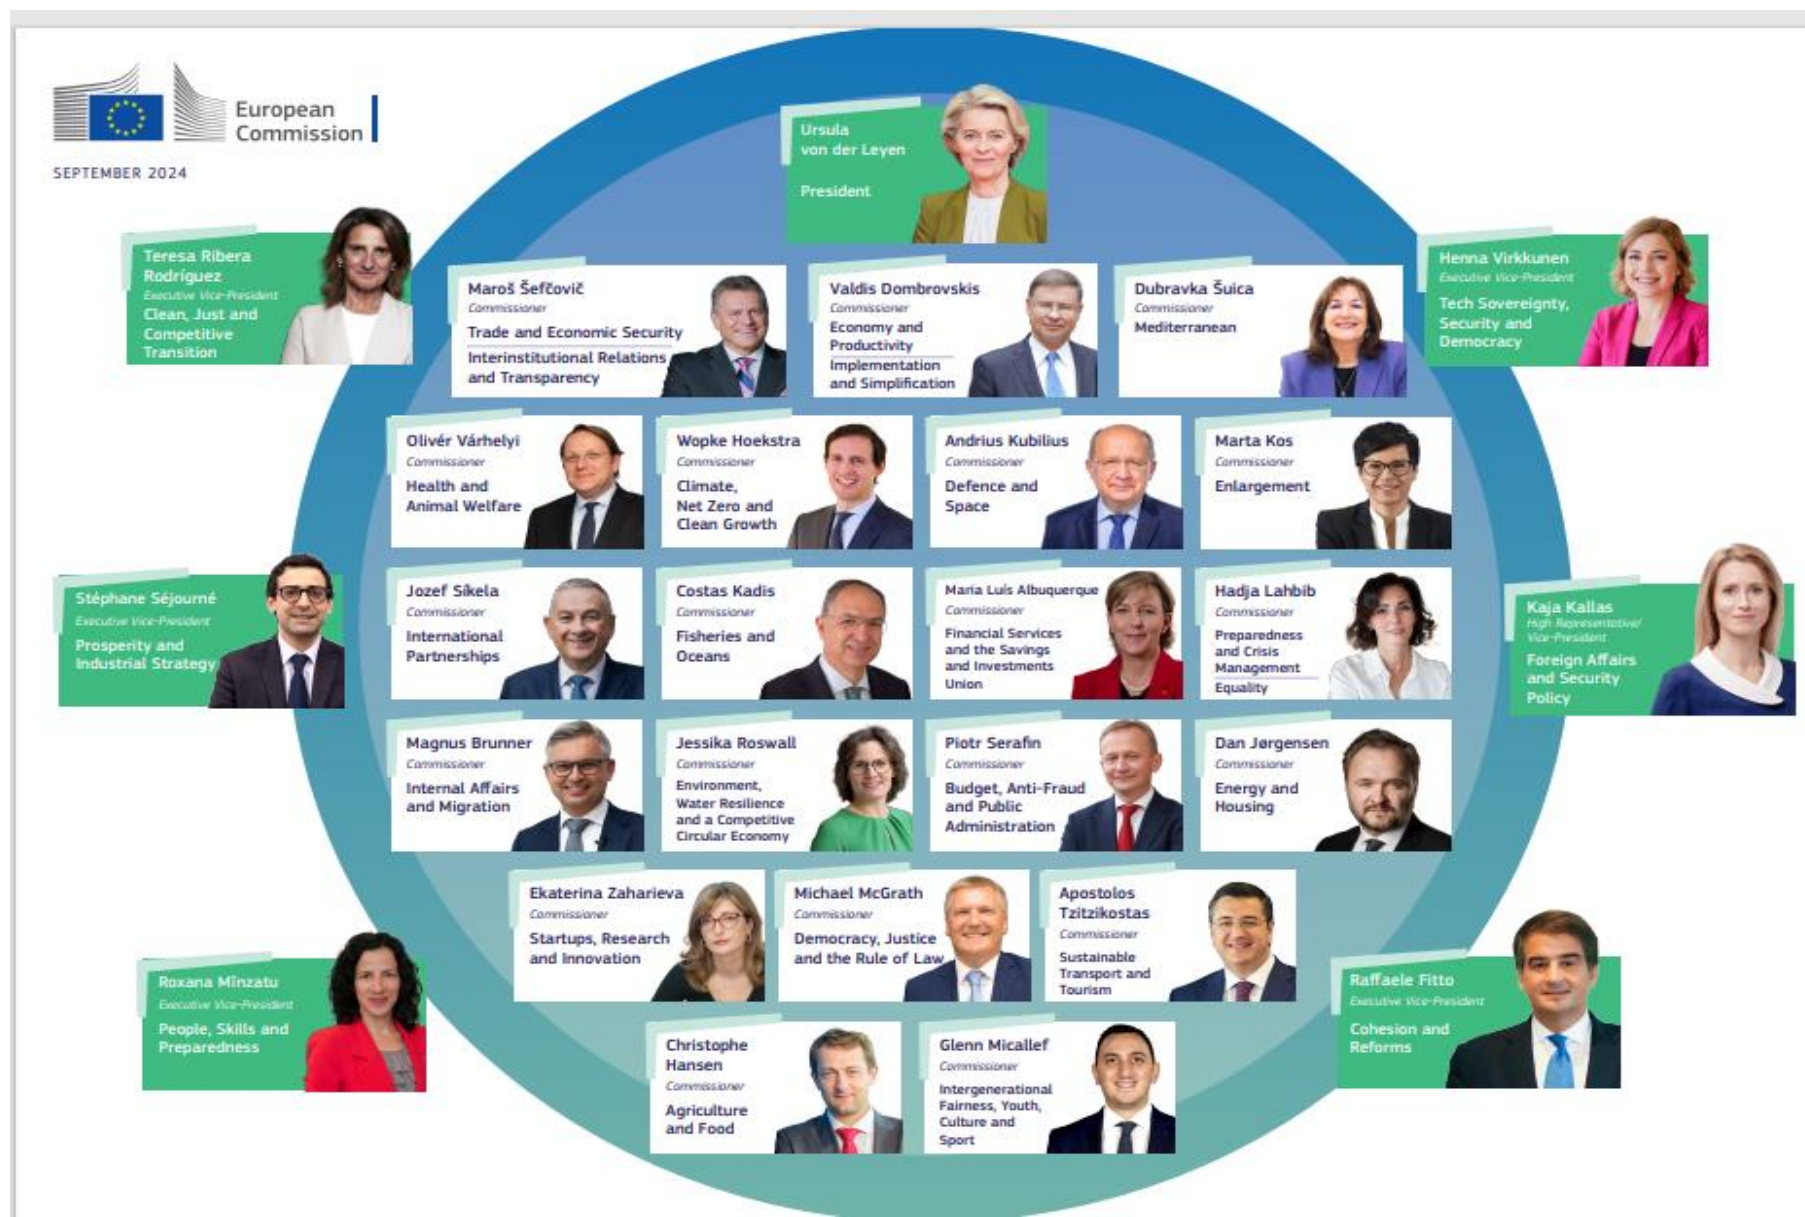 European
Commission
SEPTEMBER 2024
Ursula
von der Leyen
President
Teresa Ribera
Rodríguez
Executive Vice-President
Clean, Just and
Competitive
Transition
Henna Virkkunen
Executive Vice-President
Tech Sovereignty,
Security and
Democracy
Maroš Šefčovič
Commissioner
Trade and Economic Security
Interinstitutional Relations
and Transparency
Valdis Dombrovskis
Commissioner
Economy and
Productivity
Implementation
and Simplification
Dubravka Šuica
Commissioner
Mediterranean
Olivér Várhelyi
Commissioner
Health and
Animal Welfare
Wopke Hoekstra
Commissioner
Climate,
Net Zero and
Clean Growth
Andrius Kubilius
Commissioner
Defence and
Space
Marta Kos
Commissioner
Enlargement
Stéphane Séjourné
Executive Vice-President
Prosperity and
Industrial Strategy
Jozef Síkela
Commissioner
International
Partnerships
Costas Kadis
Commissioner
Fisheries and
Oceans
Maria Luís Albuquerque
Commissioner
Financial Services
and the Savings
and Investments
Union
Hadja Lahbib
Commissioner
Preparedness
and Crisis
Management
Equality
Kaja Kallas
High Representative/
Vice-President
Foreign Affairs
and Security
Policy
Magnus Brunner
Commissioner
Internal Affairs
and Migration
Jessika Roswall
Commissioner
Environment,
Water Resilience
and a Competitive
Circular Economy
Piotr Serafin
Commissioner
Budget, Anti-Fraud
and Public
Administration
Dan Jørgensen
Commissioner
Energy and
Housing
Ekaterina Zaharieva
Commissioner
Startups, Research
and Innovation
Michael McGrath
Commissioner
Democracy, Justice
and the Rule of Law
Apostolos
Tzitzikostas
Commissioner
Sustainable
Transport and
Tourism
Roxana Mînzatu
Executive Vice-President
People, Skills and
Preparedness
Raffaele Fitto
Executive Vice-President
Cohesion and
Reforms
Christophe
Hansen
Commissioner
Agriculture
and Food
Glenn Micallef
Commissioner
Intergenerational
Fairness, Youth,
Culture and
Sport